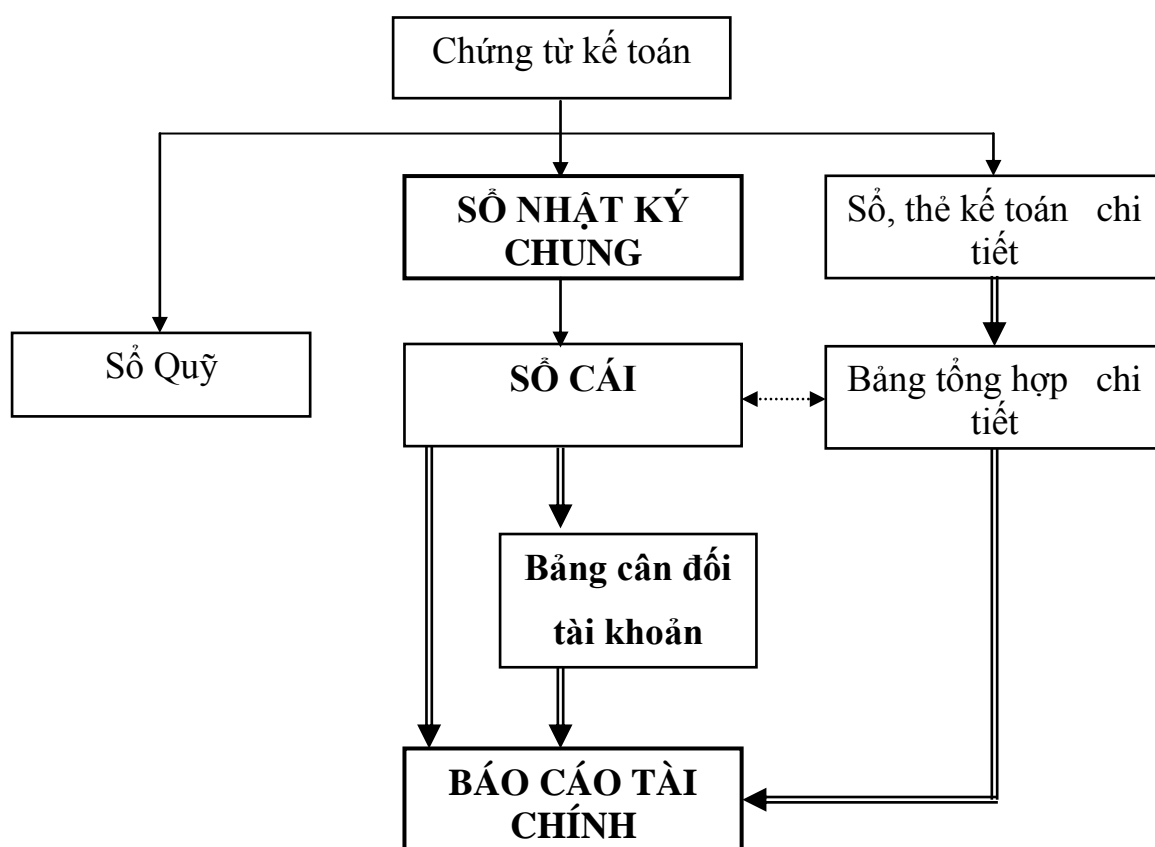 Chứng từ kế toán
SỔ NHẬT KÝ
CHUNG
Sổ, thẻ kế toán chi
tiết
Sổ Quỹ
SỔ CÁI
Bảng tổng hợp chi
tiết
Bảng cân đối
tài khoản
BÁO CÁO TÀI
CHÍNH